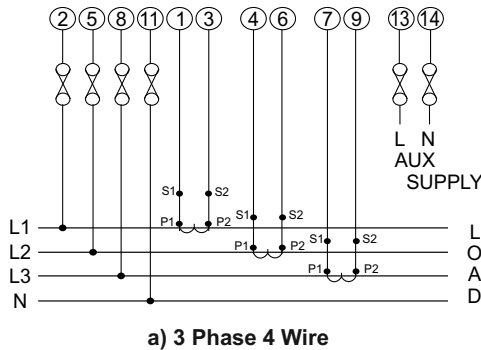 2 5 8 11 1 3 4 6 7 9 13 14
L N
AUX
SUPPLY
S1 S2
S1 S2
L1 P1 P2 L
S1 S2
L2 P1 P2 O
L3 P1 P2 A
N D
a) 3 Phase 4 Wire